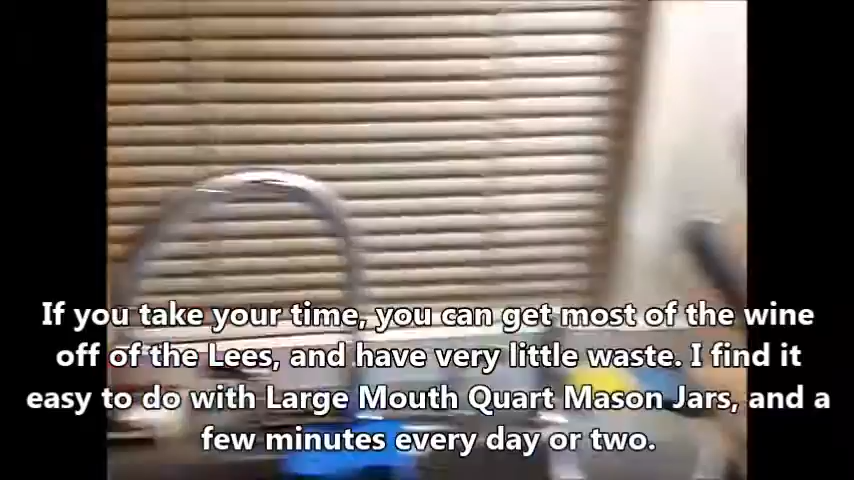 If you take your time, you can get most of the wine
off of the Lees, and have very little waste. I find it
easy to do with Large Mouth Quart Mason Jars, and a
few minutes every day or two.